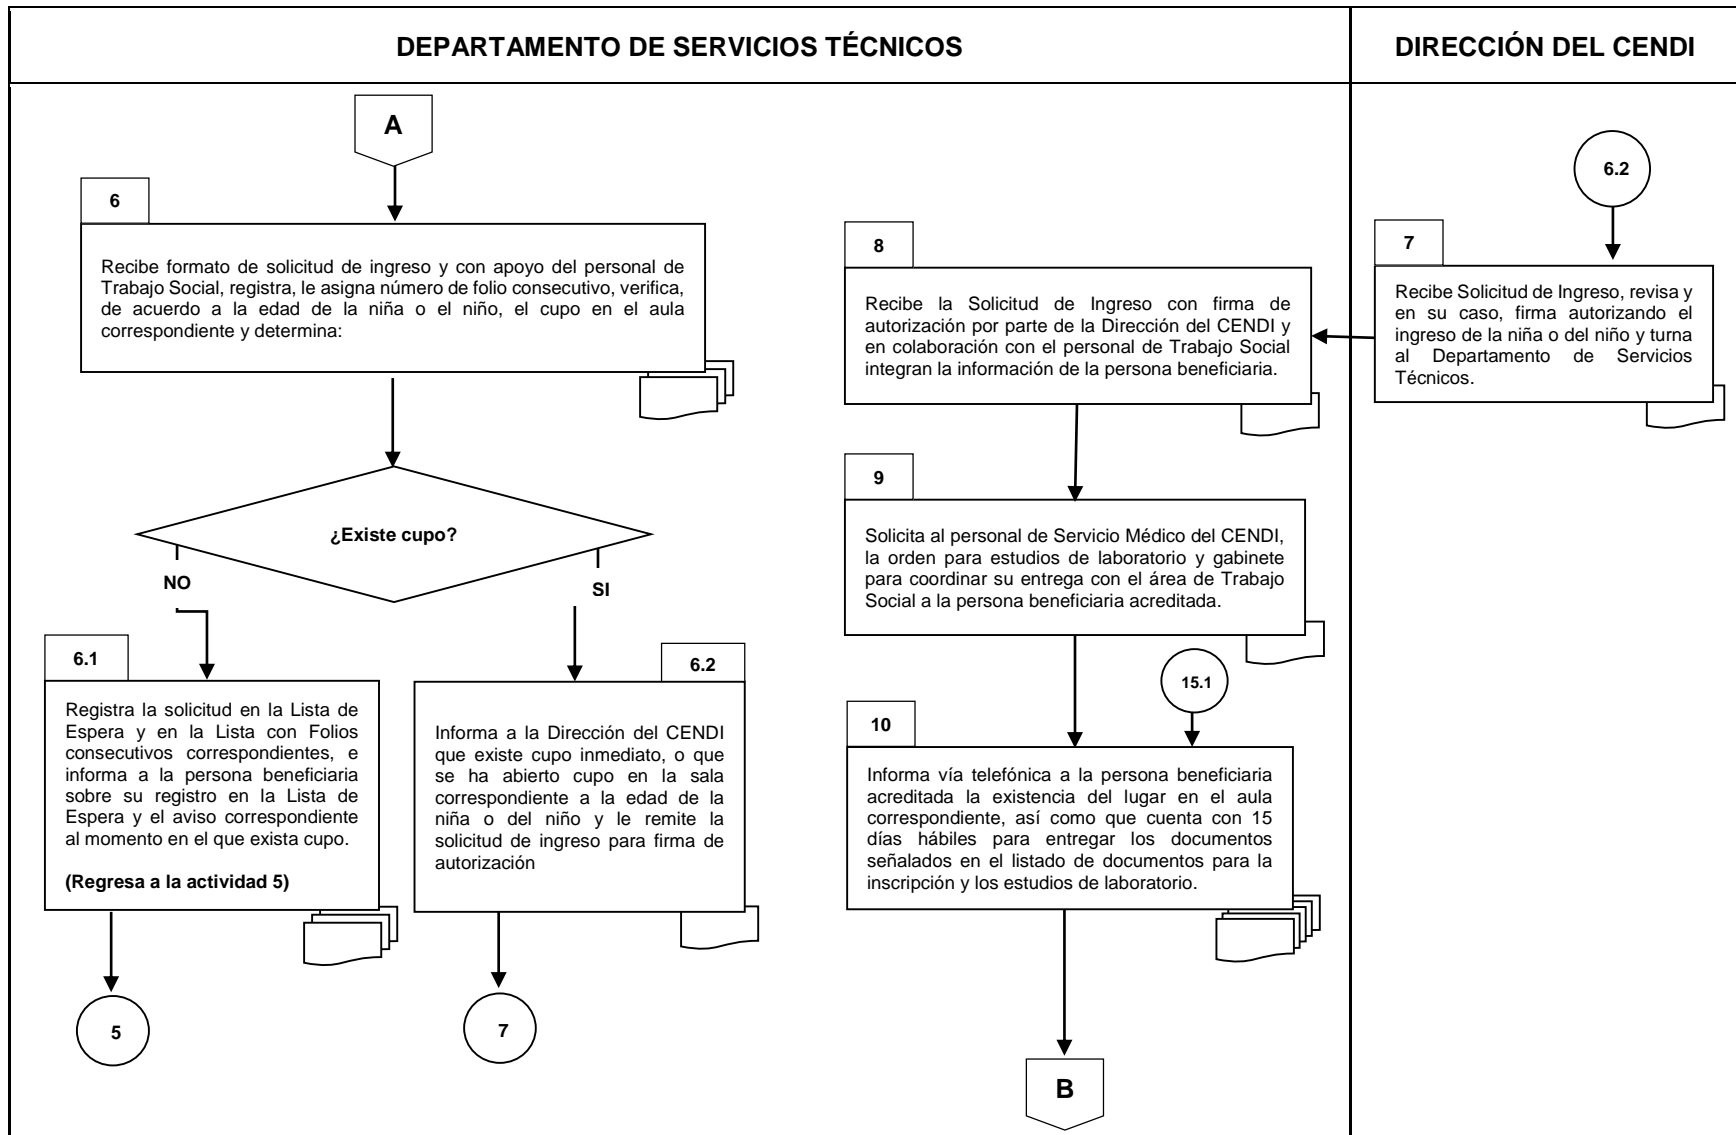 DEPARTAMENTO DE SERVICIOS TÉCNICOS
DIRECCIÓN DEL CENDI
A
6
Recibe formato de solicitud de ingreso y con apoyo del personal de
Trabajo Social, registra, le asigna número de folio consecutivo, verifica,
de acuerdo a la edad de la niña o el niño, el cupo en el aula
correspondiente y determina:
¿Existe cupo?
NO
SI
6.1
Registra la solicitud en la Lista de
Espera y en la Lista con Folios
consecutivos correspondientes, e
informa a la persona beneficiaria
sobre su registro en la Lista de
Espera y el aviso correspondiente
al momento en el que exista cupo.
(Regresa a la actividad 5)
5
6.2
Informa a la Dirección del CENDI
que existe cupo inmediato, o que
se ha abierto cupo en la sala
correspondiente a la edad de la
niña o del niño y le remite la
solicitud de ingreso para firma de
autorización
7
8
Recibe la Solicitud de Ingreso con firma de
autorización por parte de la Dirección del CENDI y
en colaboración con el personal de Trabajo Social
integran la información de la persona beneficiaria.
9
Solicita al personal de Servicio Médico del CENDI,
la orden para estudios de laboratorio y gabinete
para coordinar su entrega con el área de Trabajo
Social a la persona beneficiaria acreditada.
15.1
10
Informa vía telefónica a la persona beneficiaria
acreditada la existencia del lugar en el aula
correspondiente, así como que cuenta con 15
días hábiles para entregar los documentos
señalados en el listado de documentos para la
inscripción y los estudios de laboratorio.
B
6.2
7
Recibe Solicitud de Ingreso, revisa y
en su caso, firma autorizando el
ingreso de la niña o del niño y turna
al Departamento de Servicios
Técnicos.